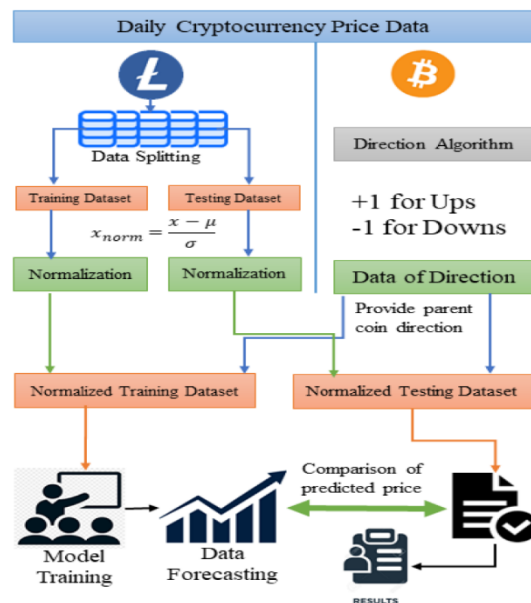 Daily Cryptocurrency Price Data
Ł
₿
Data Splitting
Direction Algorithm
Training Dataset
Testing Dataset
+1 for Ups
-1 for Downs
x_norm = (x − μ) / σ
Normalization
Normalization
Data of Direction
Provide parent
coin direction
Normalized Training Dataset
Normalized Testing Dataset
Comparison of
predicted price
Model
Training
Data
Forecasting
RESULTS